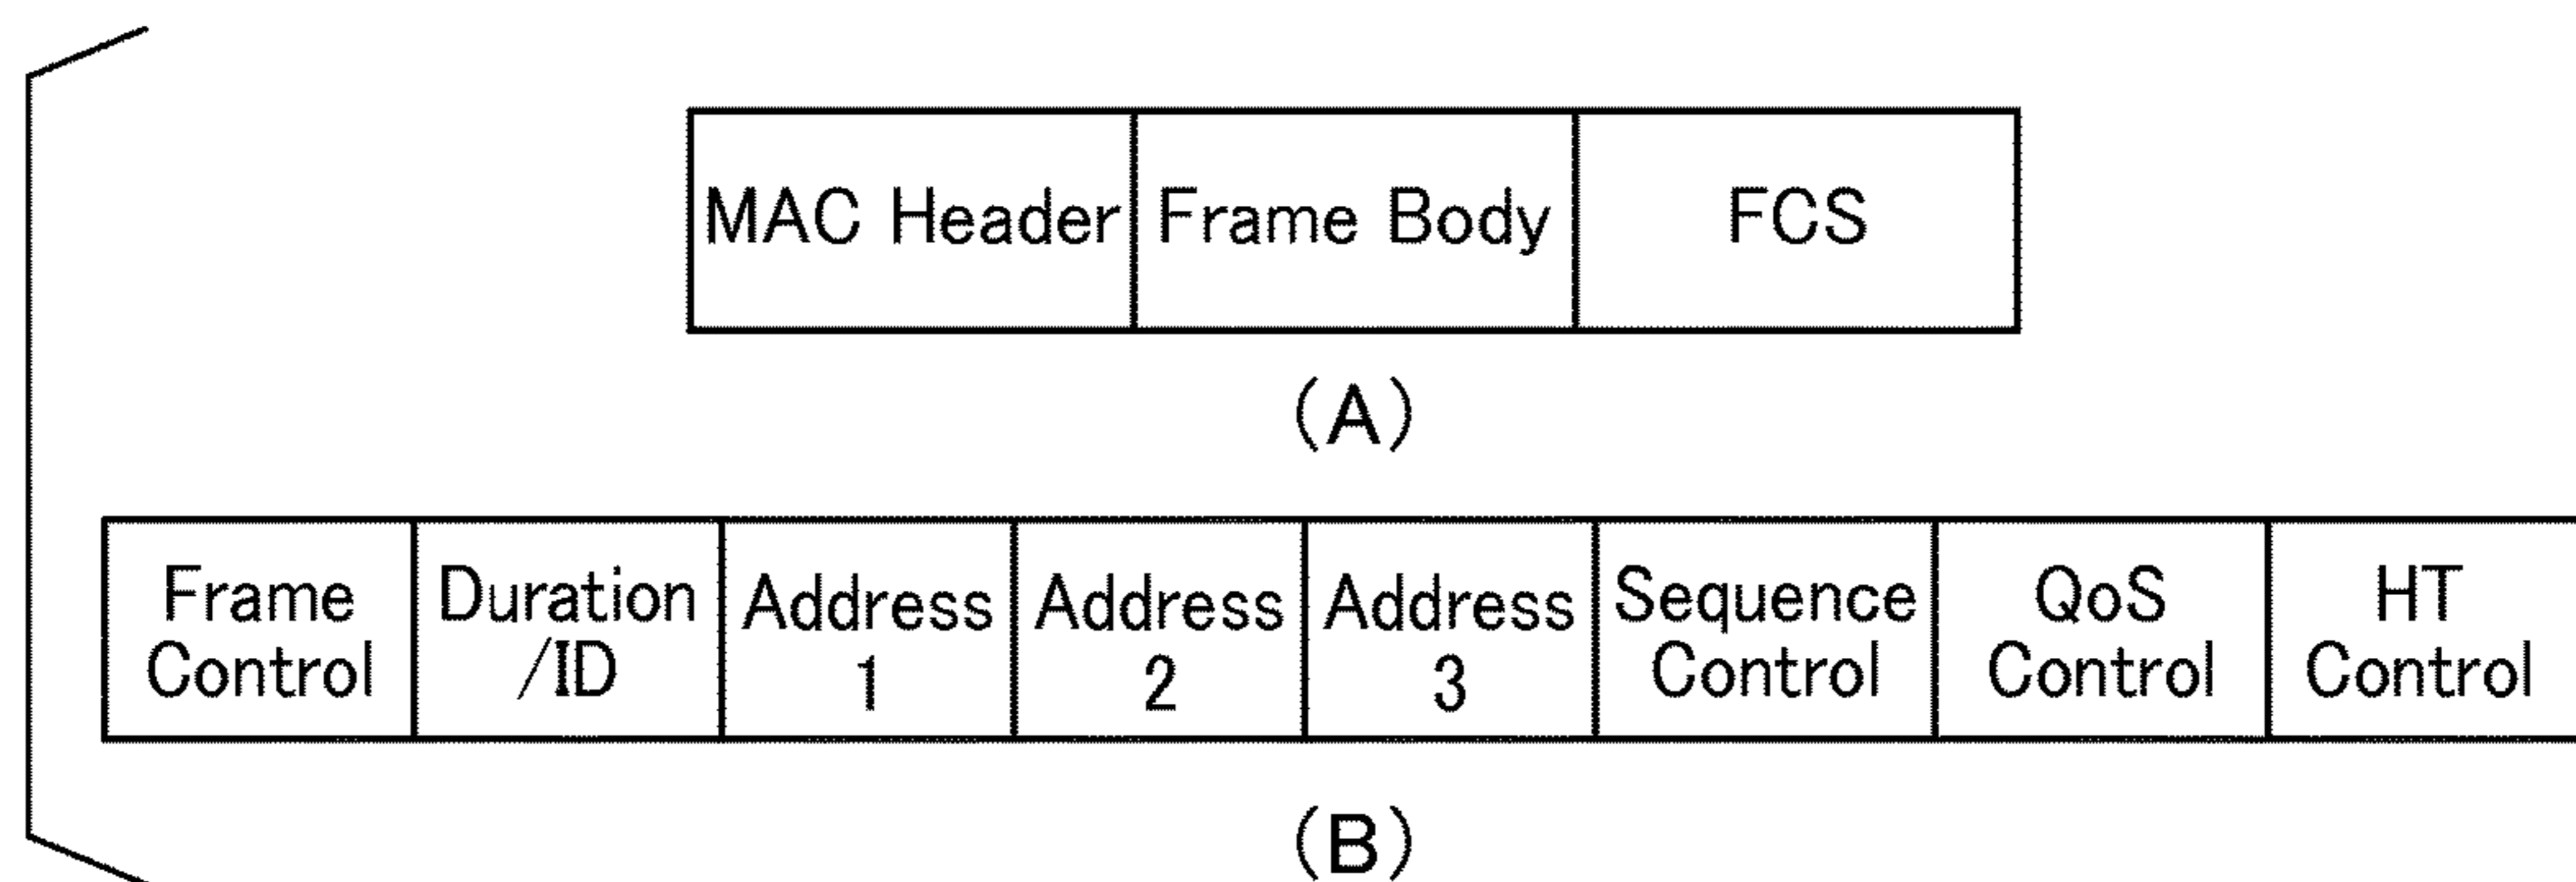 MAC Header Frame Body FCS
(A)
Frame Control Duration /ID Address 1 Address 2 Address 3 Sequence Control QoS Control HT Control
(B)